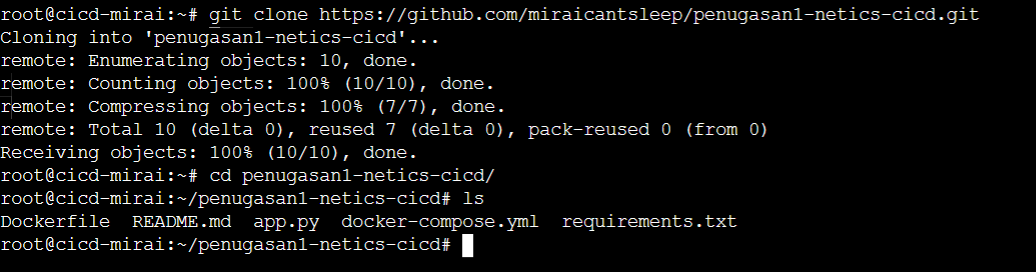 root@cicd-mirai:~# git clone https://github.com/miraicantsleep/penugasan1-netics-cicd.git
Cloning into 'penugasan1-netics-cicd'...
remote: Enumerating objects: 10, done.
remote: Counting objects: 100% (10/10), done.
remote: Compressing objects: 100% (7/7), done.
remote: Total 10 (delta 0), reused 7 (delta 0), pack-reused 0 (from 0)
Receiving objects: 100% (10/10), done.
root@cicd-mirai:~# cd penugasan1-netics-cicd/
root@cicd-mirai:~/penugasan1-netics-cicd# ls
Dockerfile  README.md  app.py  docker-compose.yml  requirements.txt
root@cicd-mirai:~/penugasan1-netics-cicd#